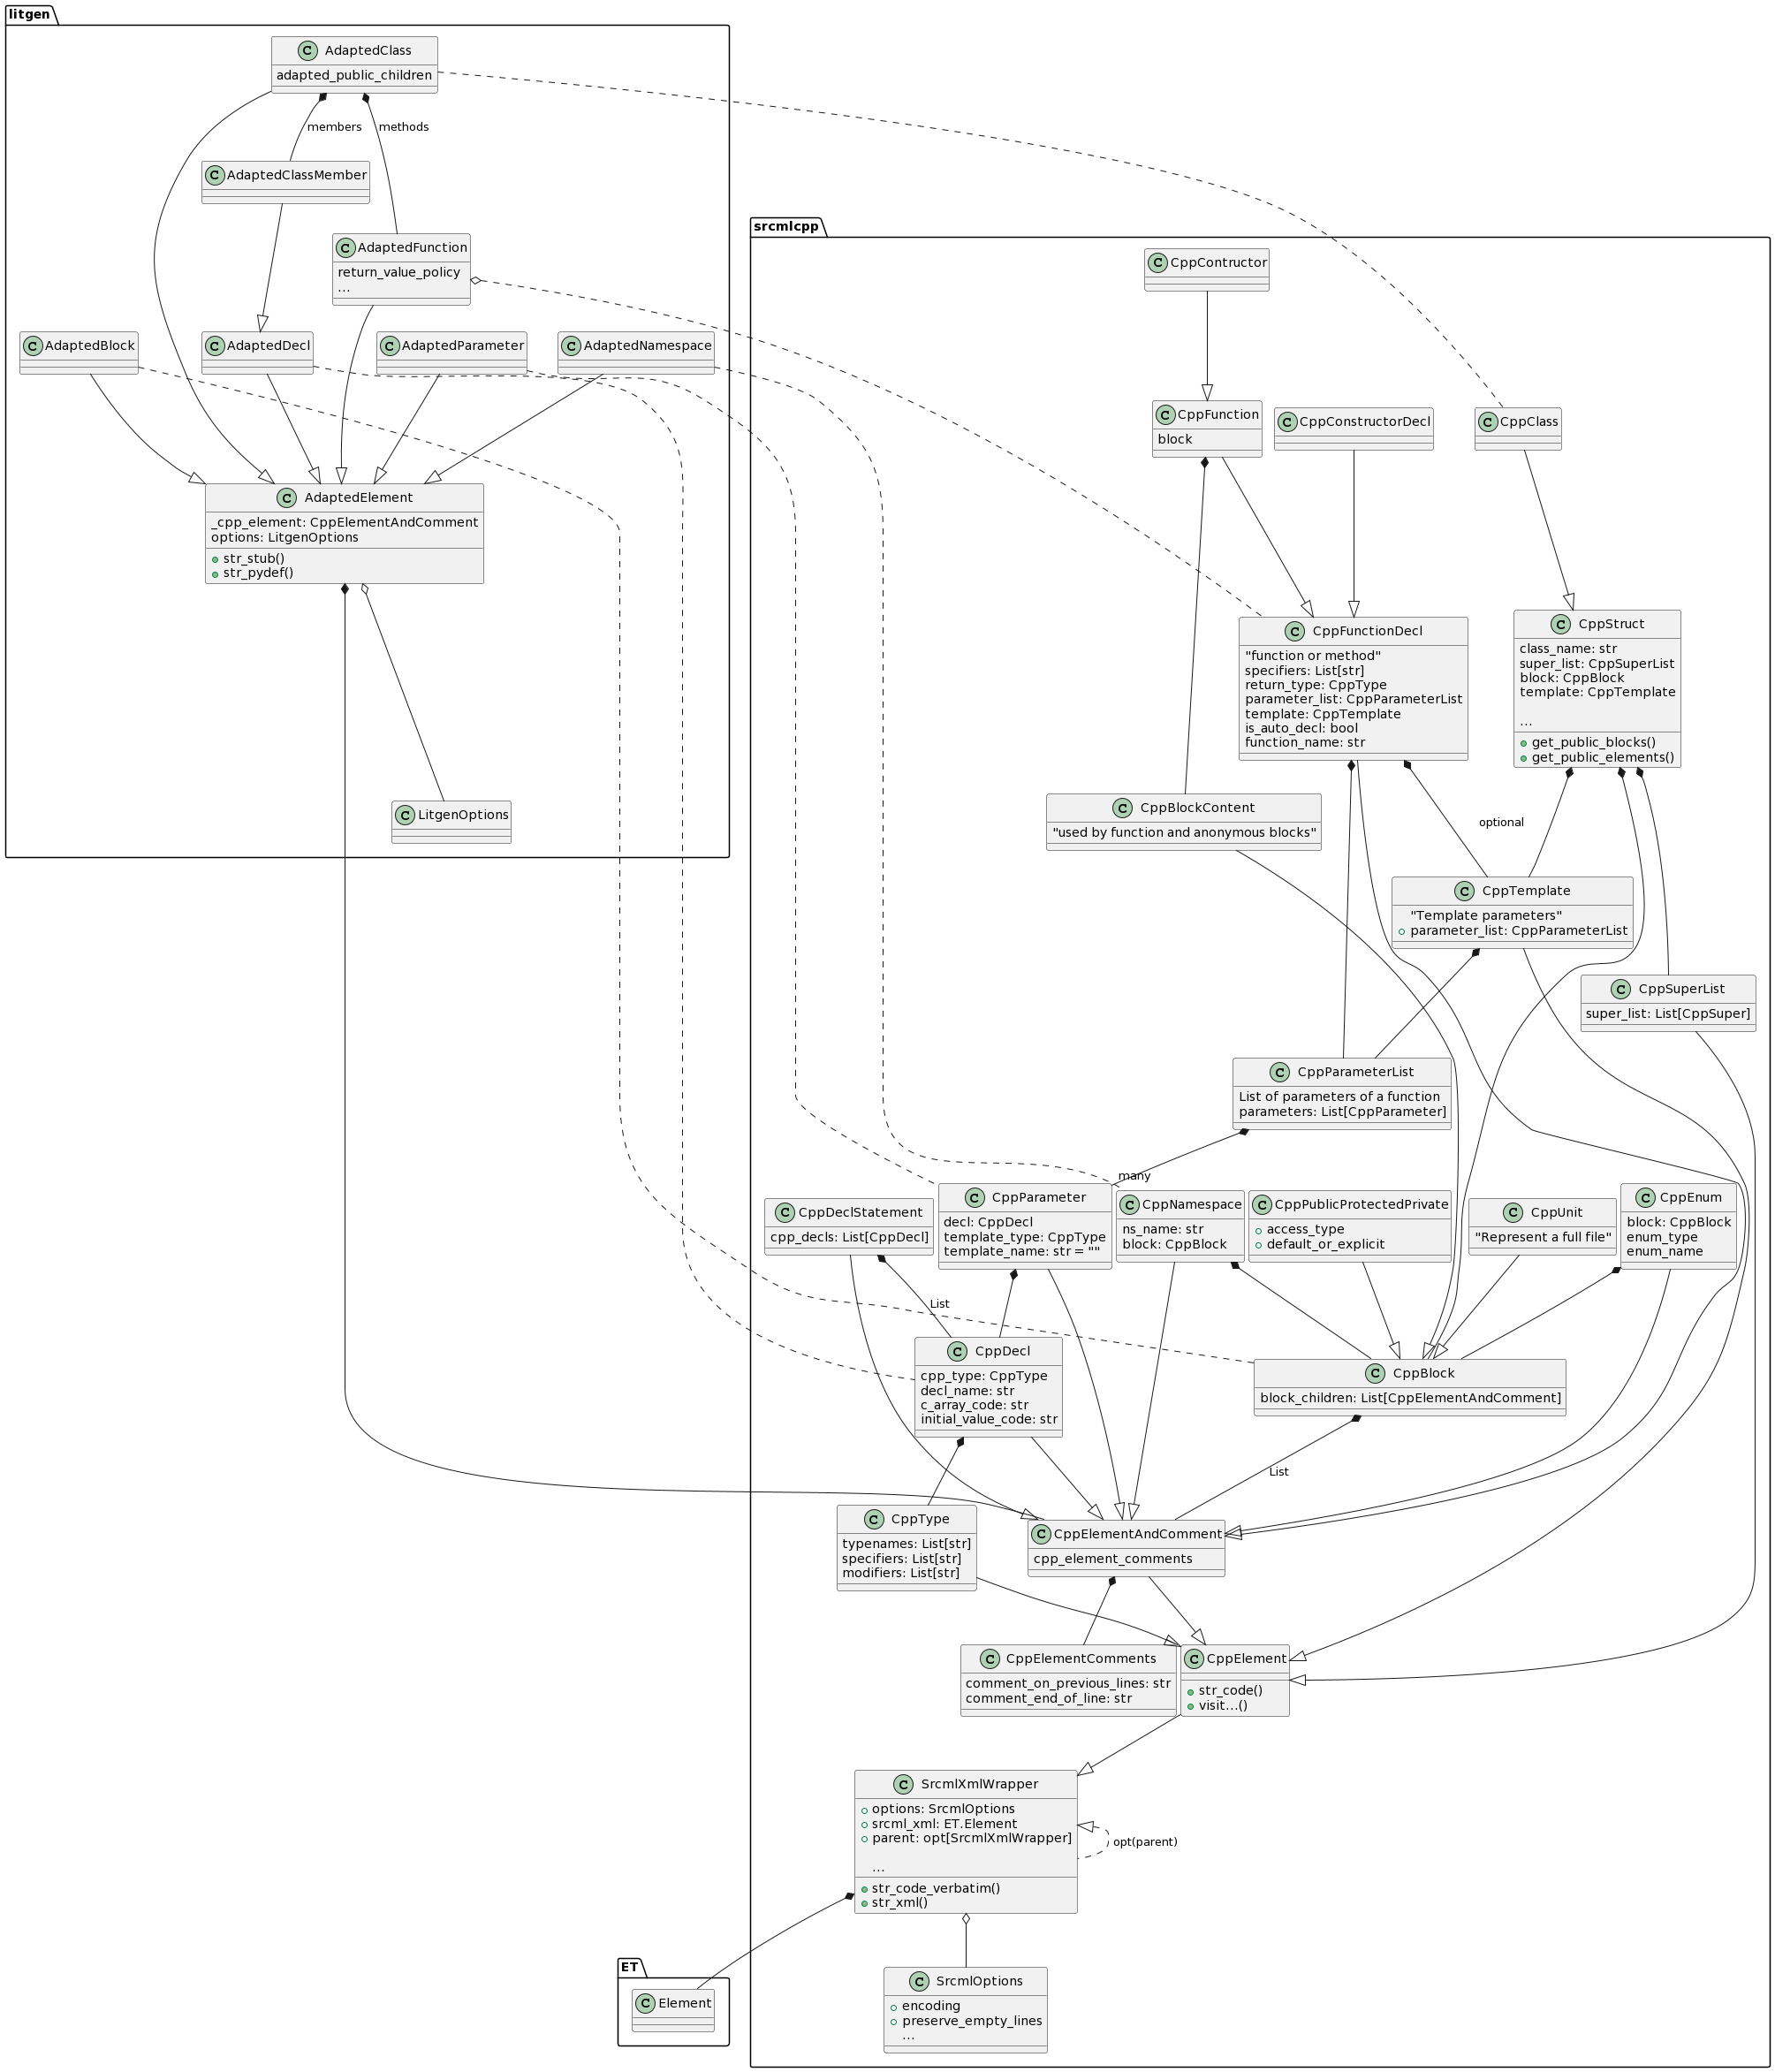 litgen
C AdaptedClass
adapted_public_children
members
methods
C AdaptedClassMember
C AdaptedFunction
return_value_policy
...
C AdaptedBlock
C AdaptedDecl
C AdaptedParameter
C AdaptedNamespace
C AdaptedElement
_cpp_element: CppElementAndComment
options: LitgenOptions
str_stub()
str_pydef()
C LitgenOptions
srcmlcpp
C CppContructor
C CppFunction
block
C CppConstructorDecl
C CppClass
C CppFunctionDecl
"function or method"
specifiers: List[str]
return_type: CppType
parameter_list: CppParameterList
template: CppTemplate
is_auto_decl: bool
function_name: str
C CppStruct
class_name: str
super_list: CppSuperList
block: CppBlock
template: CppTemplate
...
get_public_blocks()
get_public_elements()
C CppBlockContent
"used by function and anonymous blocks"
optional
C CppTemplate
"Template parameters"
parameter_list: CppParameterList
C CppSuperList
super_list: List[CppSuper]
C CppParameterList
List of parameters of a function
parameters: List[CppParameter]
many
C CppDeclStatement
cpp_decls: List[CppDecl]
C CppParameter
decl: CppDecl
template_type: CppType
template_name: str = ""
C CppNamespace
ns_name: str
block: CppBlock
C CppPublicProtectedPrivate
access_type
default_or_explicit
C CppUnit
"Represent a full file"
C CppEnum
block: CppBlock
enum_type
enum_name
List
C CppDecl
cpp_type: CppType
decl_name: str
c_array_code: str
initial_value_code: str
C CppBlock
block_children: List[CppElementAndComment]
List
C CppType
typenames: List[str]
specifiers: List[str]
modifiers: List[str]
C CppElementAndComment
cpp_element_comments
C CppElementComments
comment_on_previous_lines: str
comment_end_of_line: str
C CppElement
str_code()
visit...()
C SrcmlXmlWrapper
options: SrcmlOptions
srcml_xml: ET.Element
parent: opt[SrcmlXmlWrapper]
...
str_code_verbatim()
str_xml()
opt(parent)
ET
C Element
C SrcmlOptions
encoding
preserve_empty_lines
...